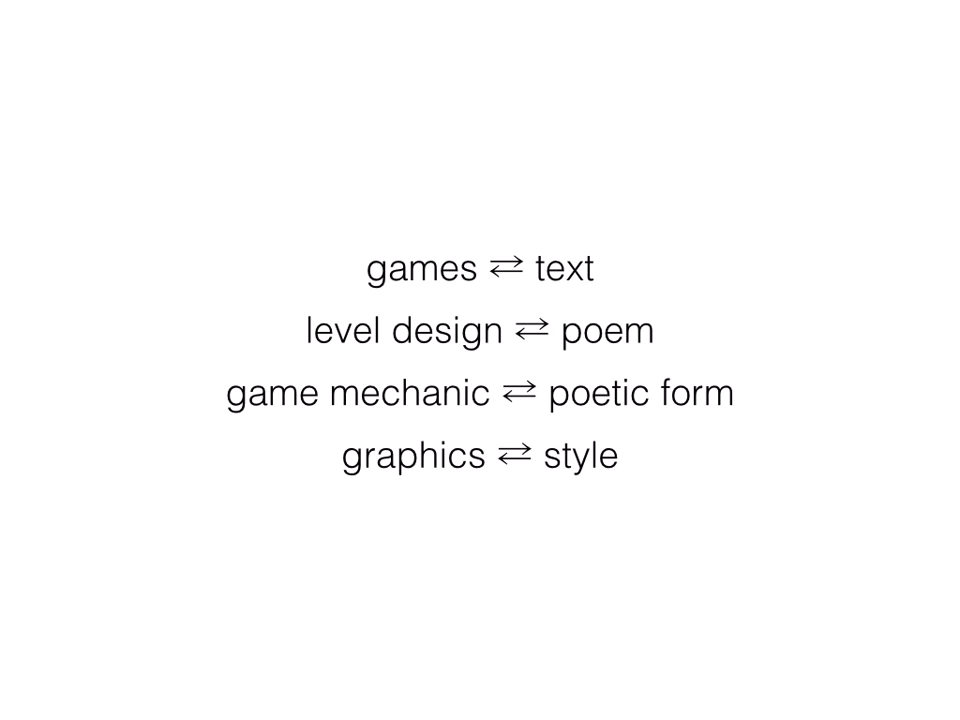 games ⇄ text
level design ⇄ poem
game mechanic ⇄ poetic form
graphics ⇄ style